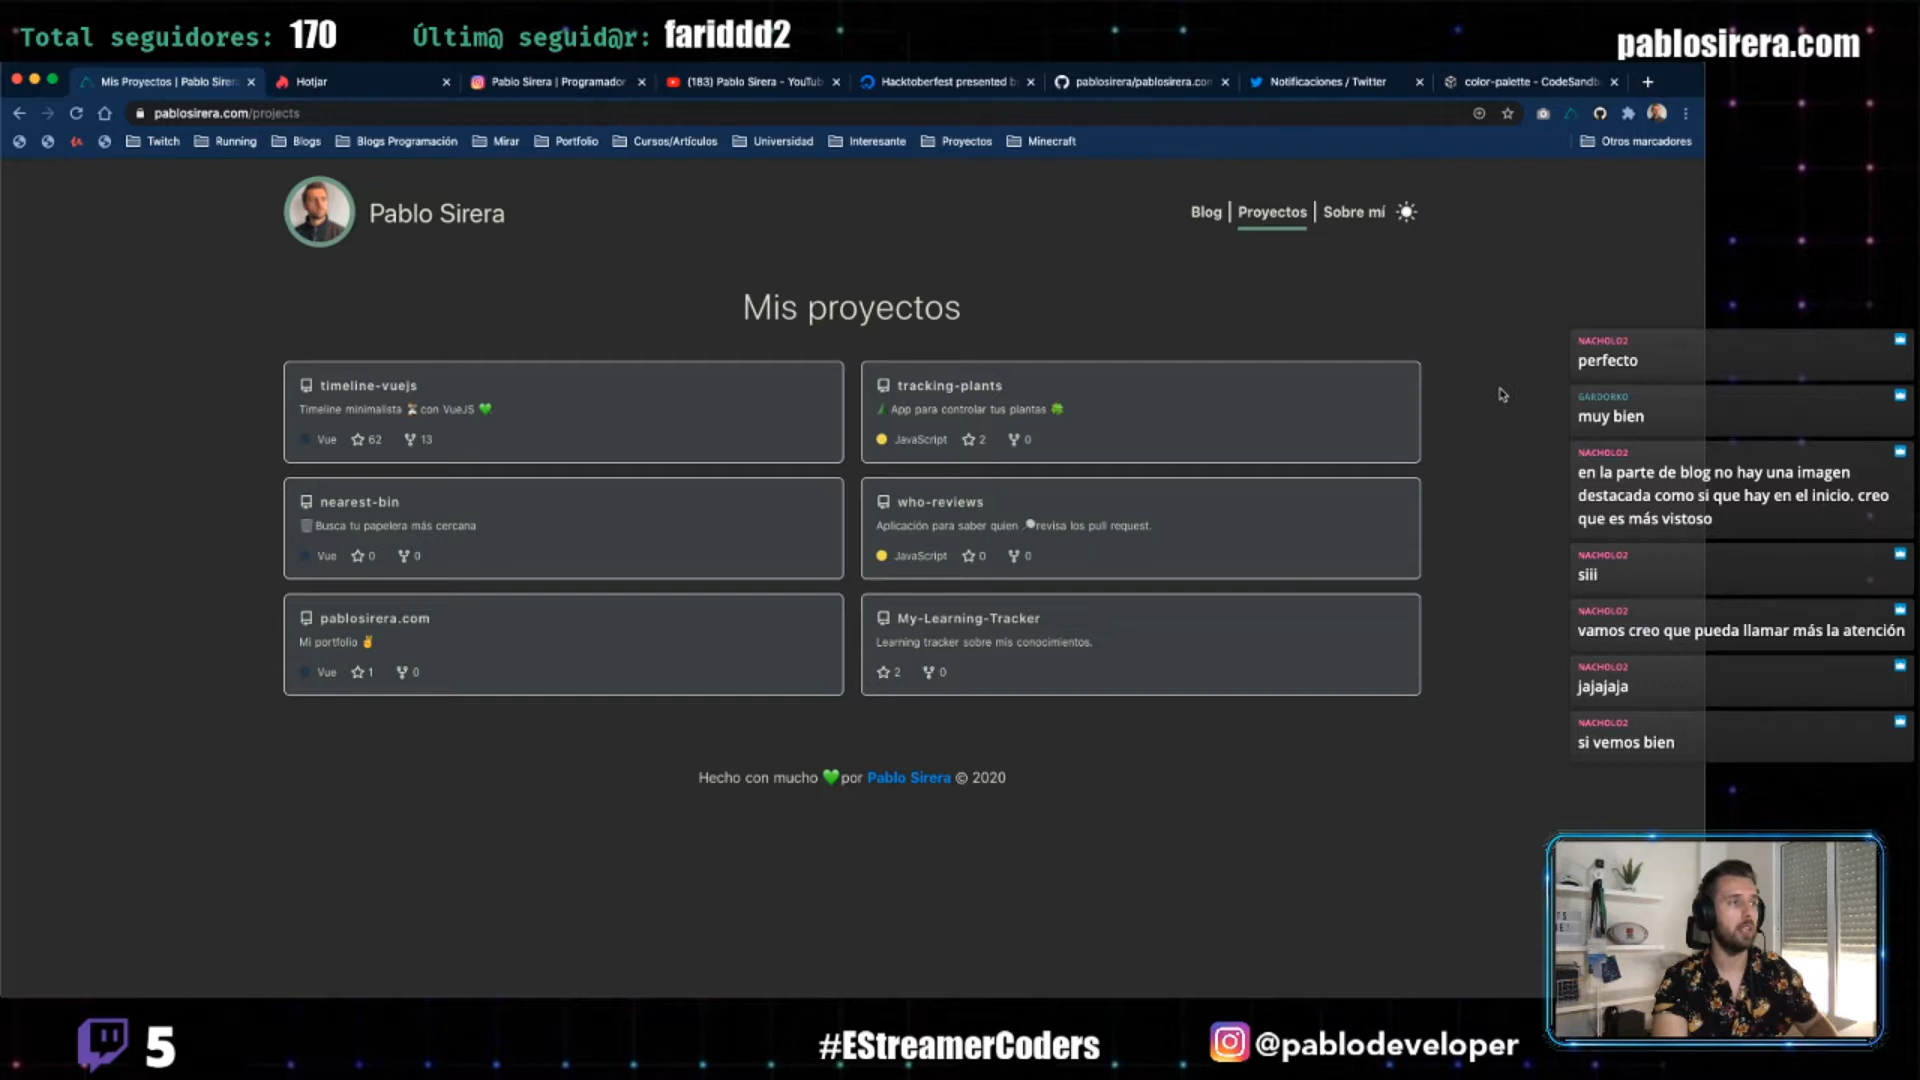 Total seguidores: 170
Últim@ seguid@r: fariddd2
pablosirera.com
Mis Proyectos | Pablo Sirera
Hotjar
Pablo Sirera | Programador
(183) Pablo Sirera - YouTub
Hacktoberfest presented b
pablosirera/pablosirera.con
Notificaciones / Twitter
color-palette - CodeSandb
pablosirera.com/projects
Twitch
Running
Blogs
Blogs Programación
Mirar
Portfolio
Cursos/Artículos
Universidad
Interesante
Proyectos
Minecraft
Otros marcadores
Pablo Sirera
Blog | Proyectos | Sobre mí
Mis proyectos
timeline-vuejs
Timeline minimalista ⏳ con VueJS 💚
Vue 62 13
tracking-plants
App para controlar tus plantas 🍀
JavaScript 2 0
nearest-bin
🗑 Busca tu papelera más cercana
Vue 0 0
who-reviews
Aplicación para saber quien 🔎 revisa los pull request.
JavaScript 0 0
pablosirera.com
Mi portfolio ✌
Vue 1 0
My-Learning-Tracker
Learning tracker sobre mis conocimientos.
2 0
Hecho con mucho 💚 por Pablo Sirera © 2020
NACHOLO2
perfecto
GARDORKO
muy bien
NACHOLO2
en la parte de blog no hay una imagen
destacada como si que hay en el inicio. creo
que es más vistoso
NACHOLO2
siii
NACHOLO2
vamos creo que pueda llamar más la atención
NACHOLO2
jajajaja
NACHOLO2
si vemos bien
5
#EStreamerCoders
@pablodeveloper